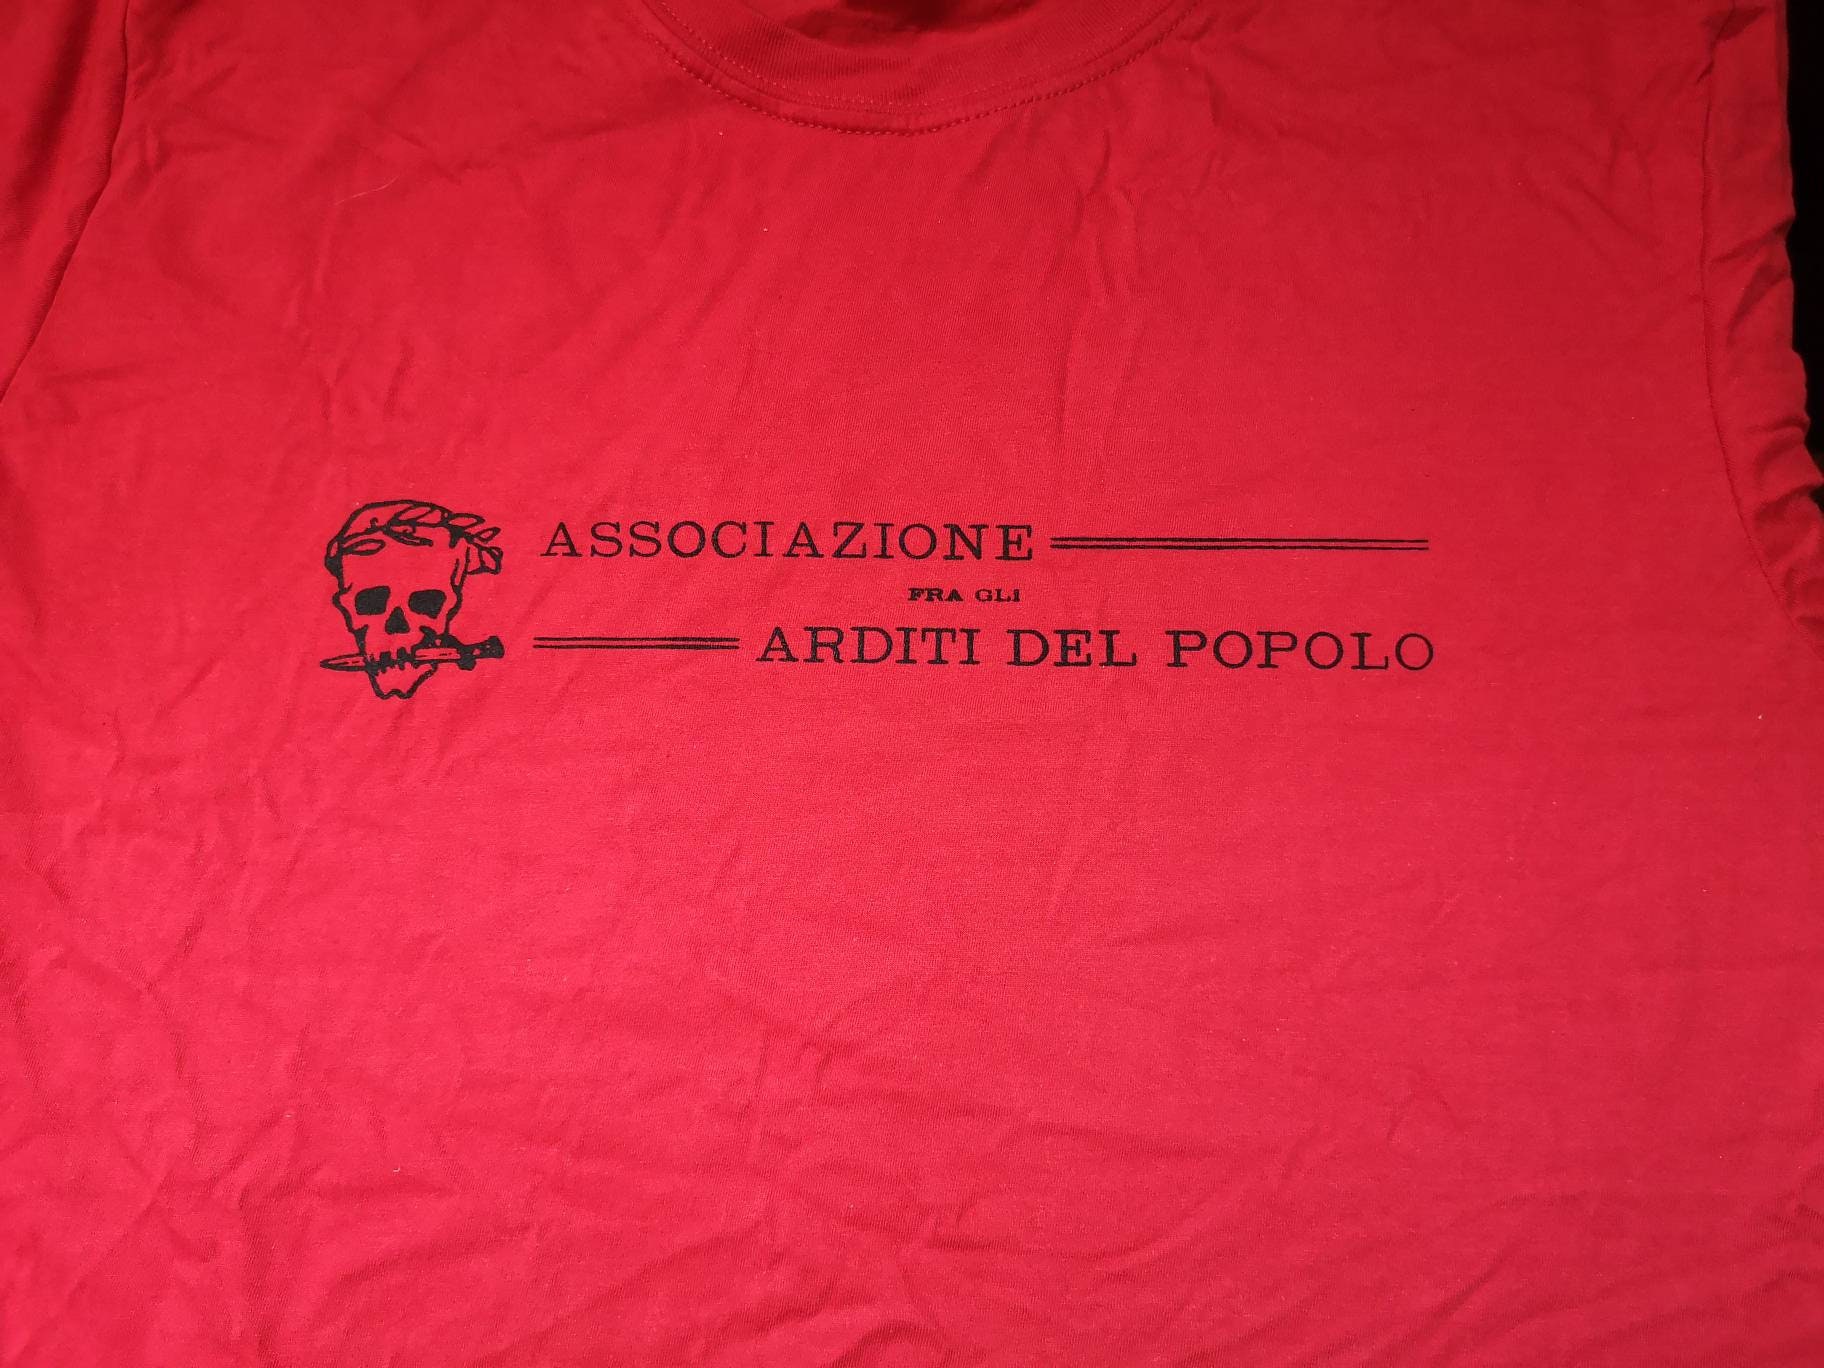 ASSOCIAZIONE
FRA GLI
ARDITI DEL POPOLO